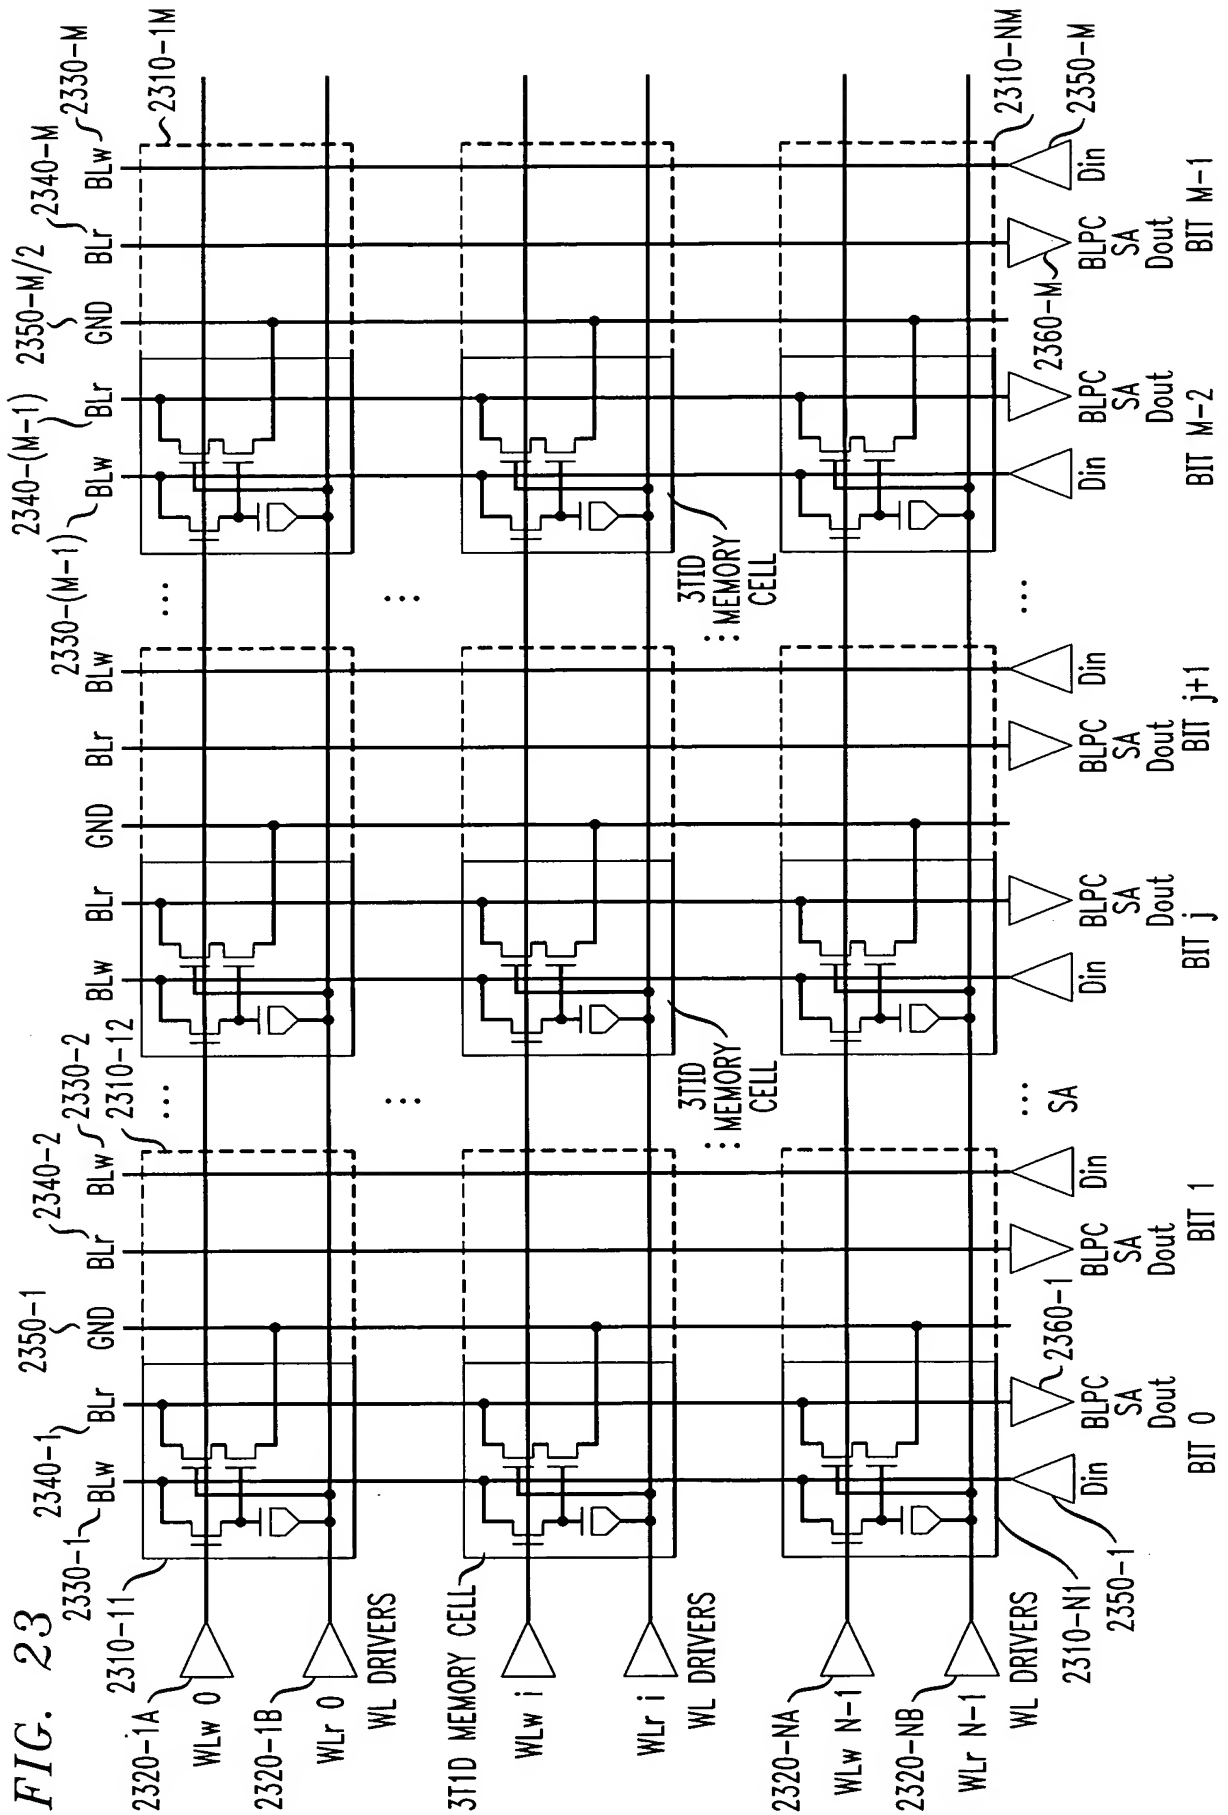 FIG. 23
2330-1
2340-1
2350-1
2340-2
2330-2
2310-12
2330-(M-1)
2340-(M-1)
2350-M/2
2340-M
2330-M
2310-11
BLw
BLr
GND
BLr
BLw
BLw
BLr
GND
BLr
BLw
BLw
BLr
GND
BLr
BLw
2310-1M
...
...
2320-1A
WLw 0
2320-1B
WLr 0
WL DRIVERS
...
...
3T1D MEMORY CELL
WLw i
WLr i
WL DRIVERS
3T1D
MEMORY
CELL
3T1D
MEMORY
CELL
2320-NA
WLw N-1
2320-NB
WLr N-1
WL DRIVERS
2310-N1
2350-1
2360-1
... SA
...
2310-NM
2350-M
2360-M
Din
BLPC
SA
Dout
BLPC
SA
Dout
Din
Din
BLPC
SA
Dout
BLPC
SA
Dout
Din
Din
BLPC
SA
Dout
BLPC
SA
Dout
Din
BIT 0
BIT 1
BIT j
BIT j+1
BIT M-2
BIT M-1